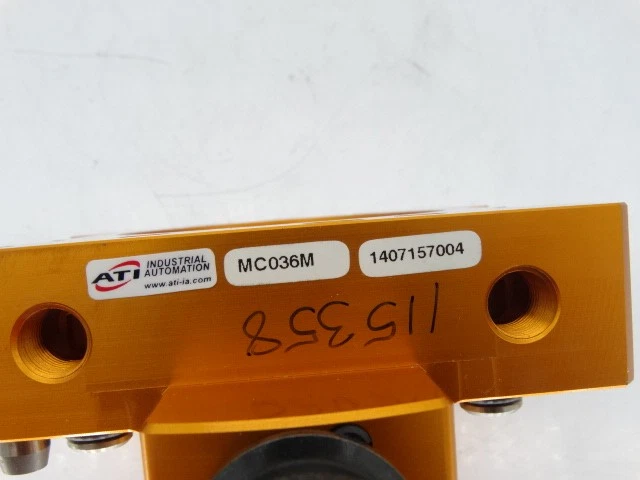 ATI INDUSTRIAL
AUTOMATION
www.ati-ia.com
MC036M
1407157004
115358